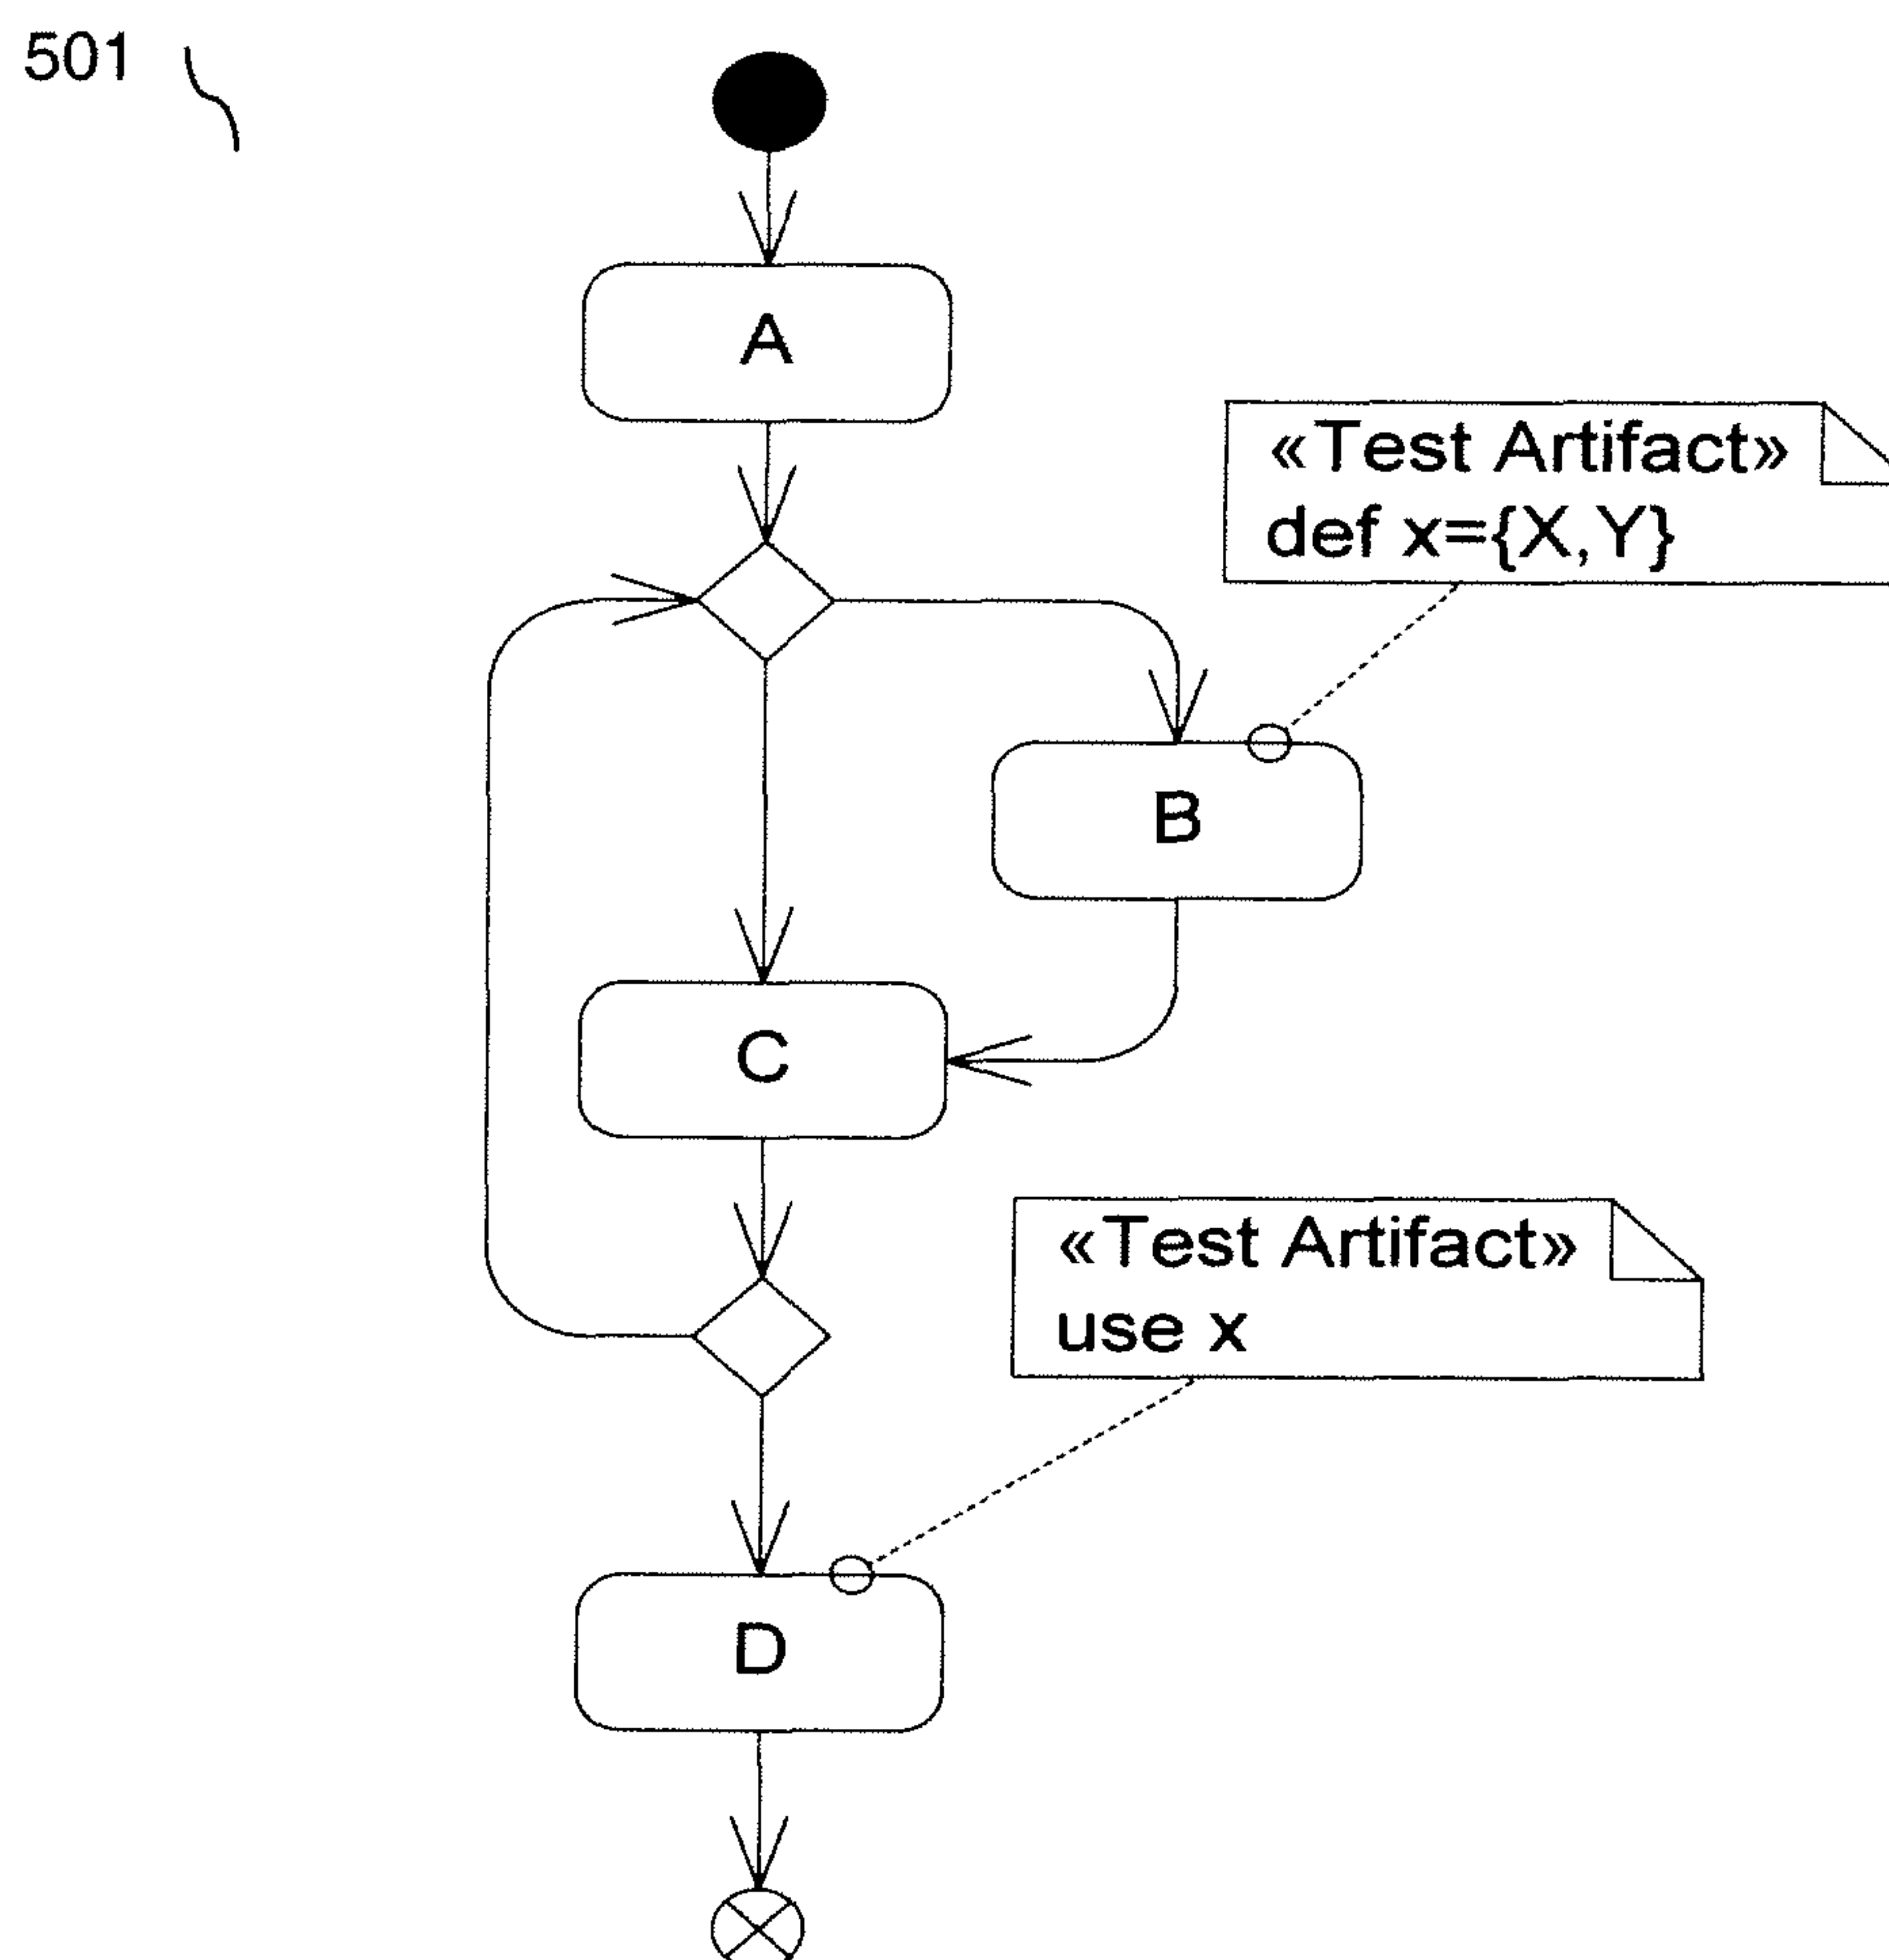 501
A
«Test Artifact»
def x={X,Y}
B
C
«Test Artifact»
use x
D